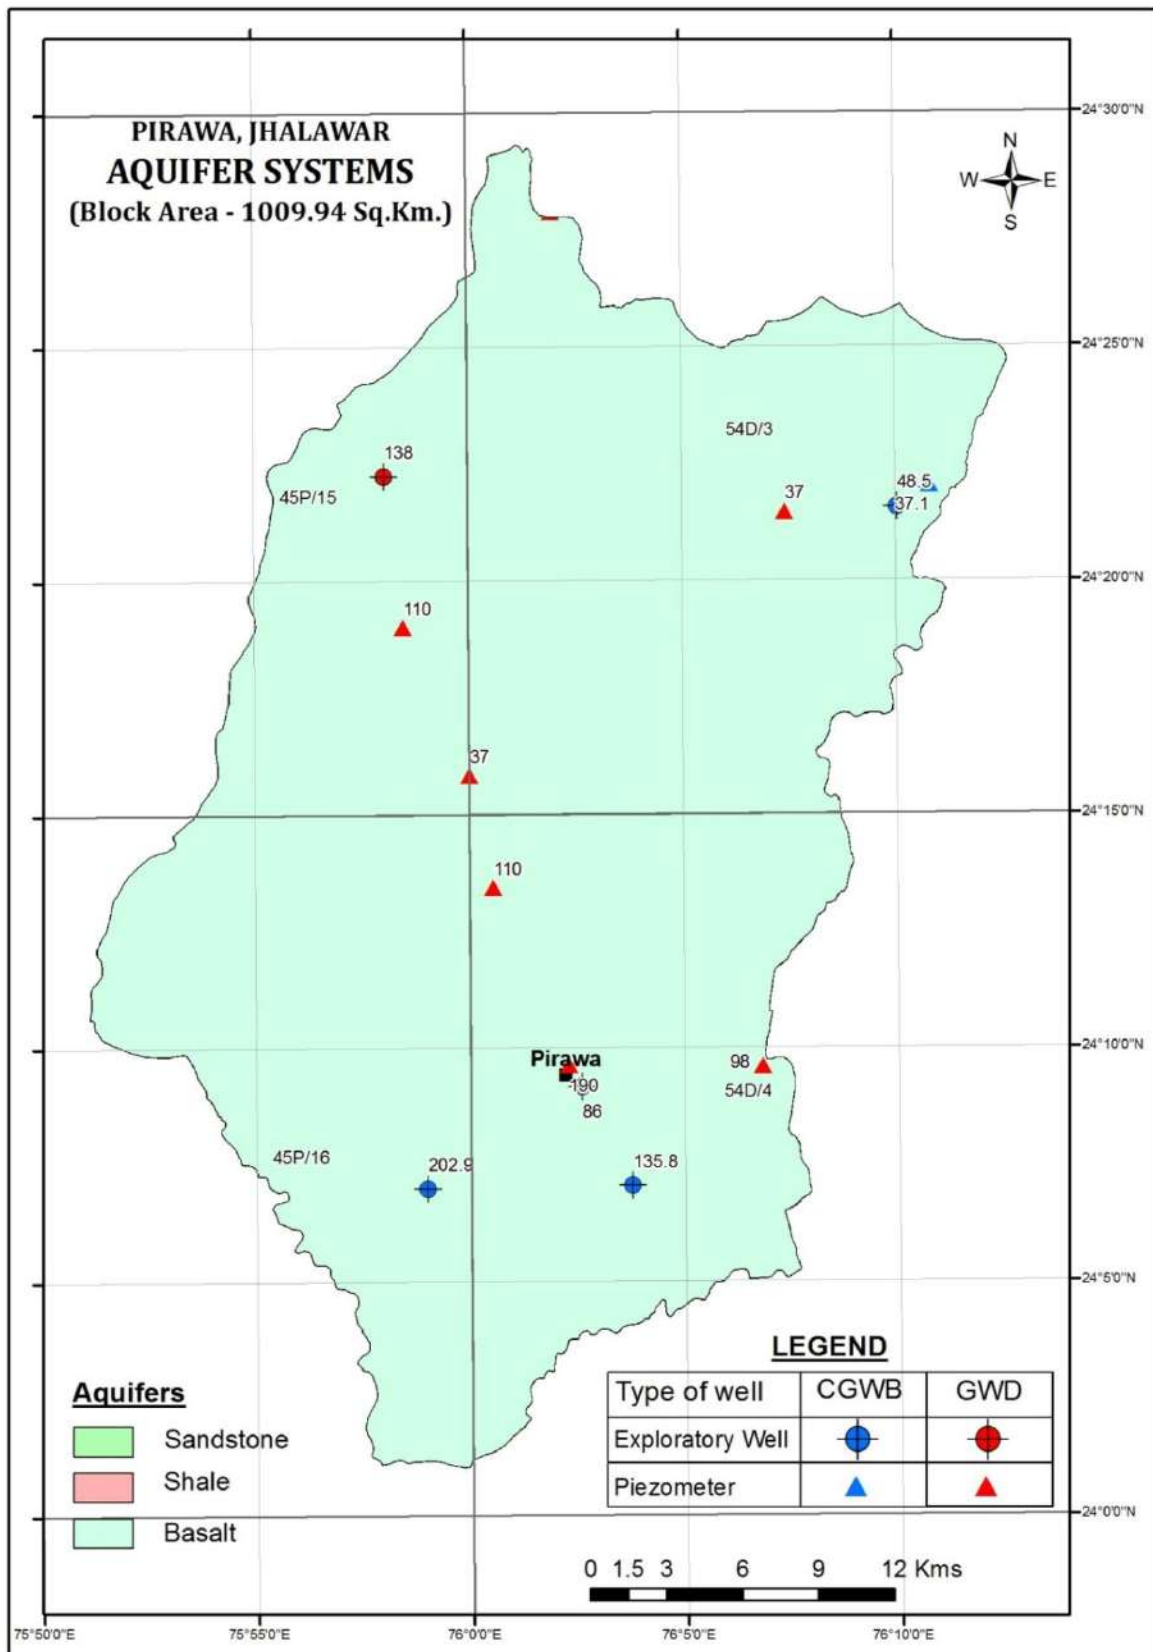 PIRAWA, JHALAWAR
AQUIFER SYSTEMS
(Block Area - 1009.94 Sq.Km.)
N
W E
S
24°30'0"N
24°25'0"N
54D/3
138
45P/15
48.5
37
37.1
24°20'0"N
110
37
24°15'0"N
110
24°10'0"N
Pirawa
98
190
54D/4
86
45P/16
202.9
135.8
24°5'0"N
LEGEND
Type of well CGWB GWD
Exploratory Well
Piezometer
Aquifers
Sandstone
Shale
Basalt
24°0'0"N
0 1.5 3 6 9 12 Kms
75°50'0"E 75°55'0"E 76°0'0"E 76°5'0"E 76°10'0"E